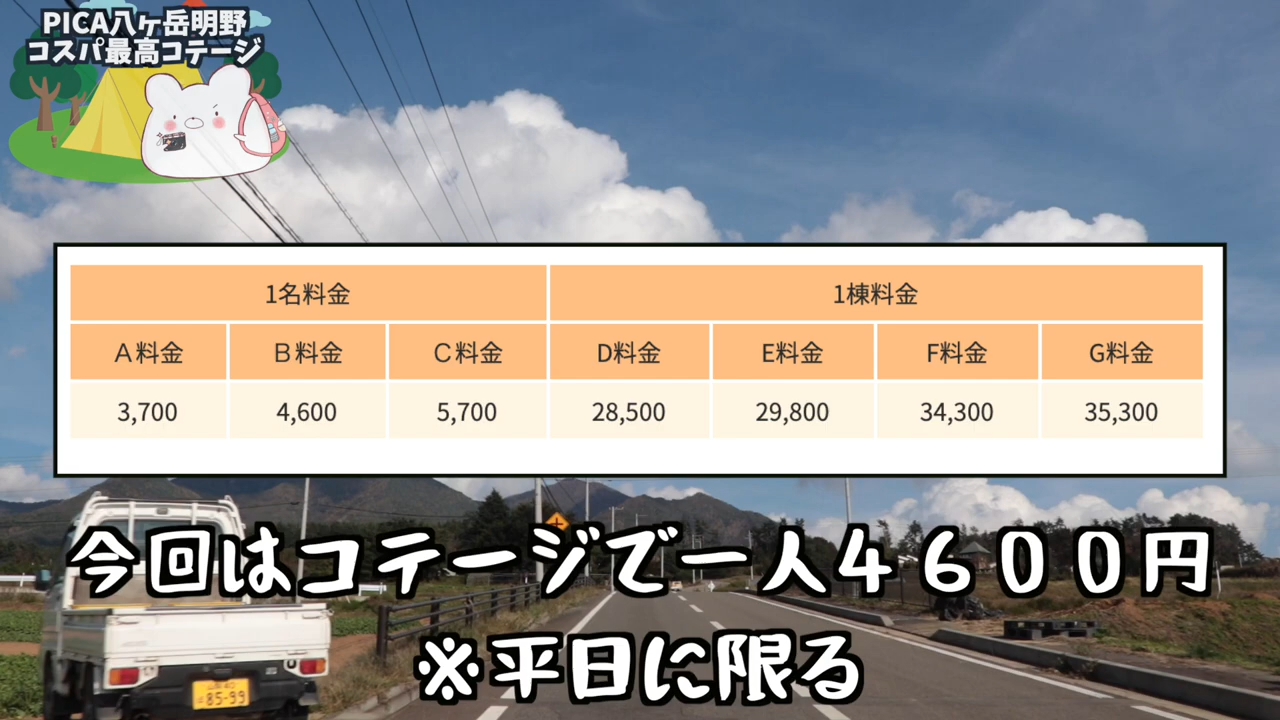 PICA八ヶ岳明野
コスパ最高コテージ
1名料金 1棟料金
A料金 B料金 C料金 D料金 E料金 F料金 G料金
3,700 4,600 5,700 28,500 29,800 34,300 35,300
今回はコテージで一人4600円
※平日に限る
85-99